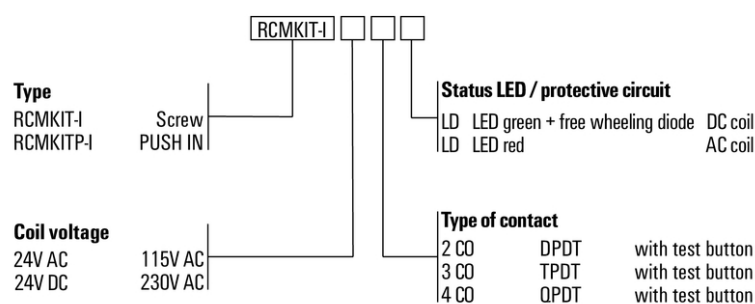 RCMKIT-I
Type
RCMKIT-I Screw
RCMKITP-I PUSH IN
Status LED / protective circuit
LD LED green + free wheeling diode DC coil
LD LED red AC coil
Coil voltage
24V AC 115V AC
24V DC 230V AC
Type of contact
2 CO DPDT with test button
3 CO TPDT with test button
4 CO QPDT with test button